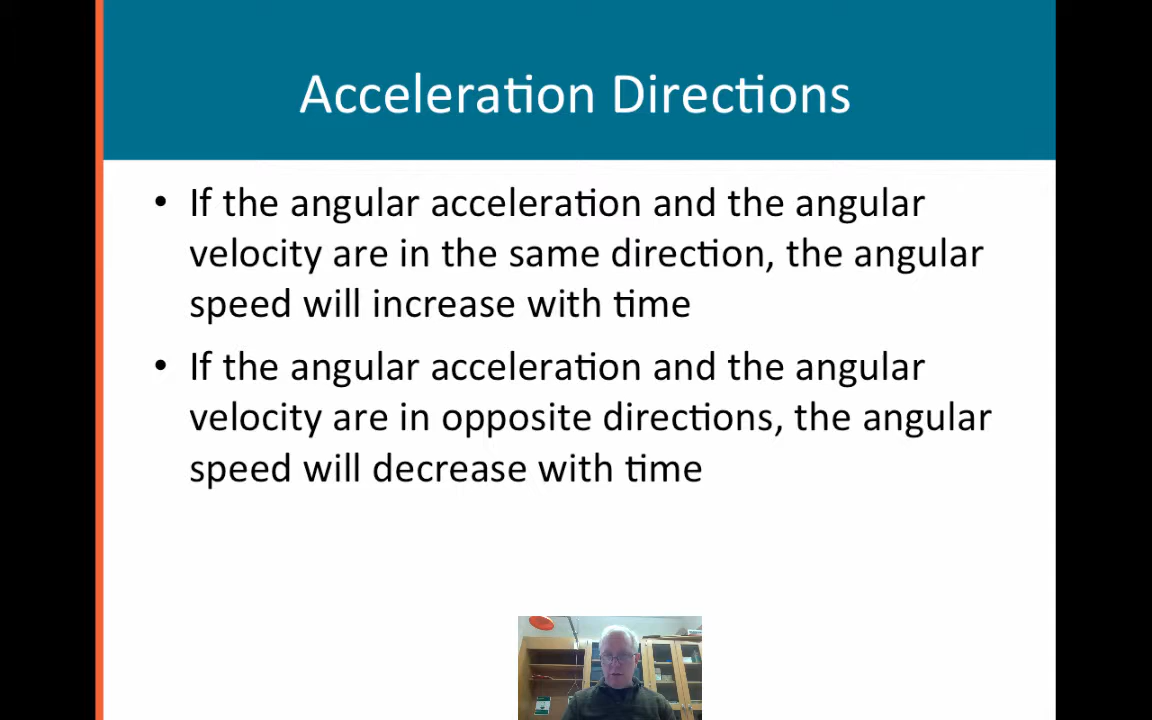 Acceleration Directions
• If the angular acceleration and the angular
velocity are in the same direction, the angular
speed will increase with time
• If the angular acceleration and the angular
velocity are in opposite directions, the angular
speed will decrease with time